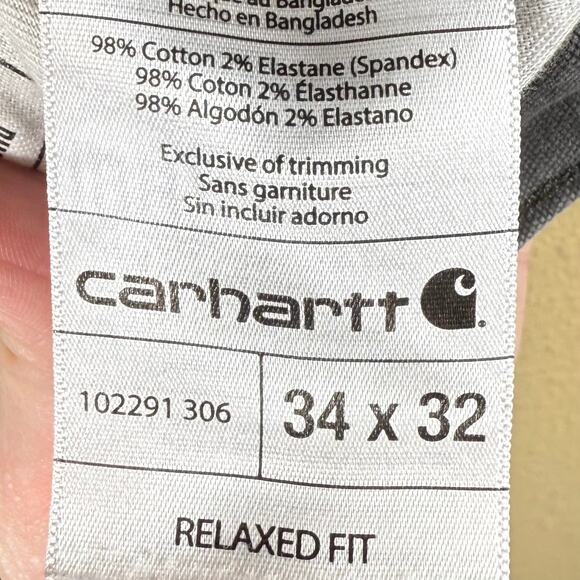 Hecho en Bangladesh
98% Cotton 2% Elastane (Spandex)
98% Coton 2% Élasthanne
98% Algodón 2% Elastano
Exclusive of trimming
Sans garniture
Sin incluir adorno
carhartt
102291 306
34 x 32
RELAXED FIT